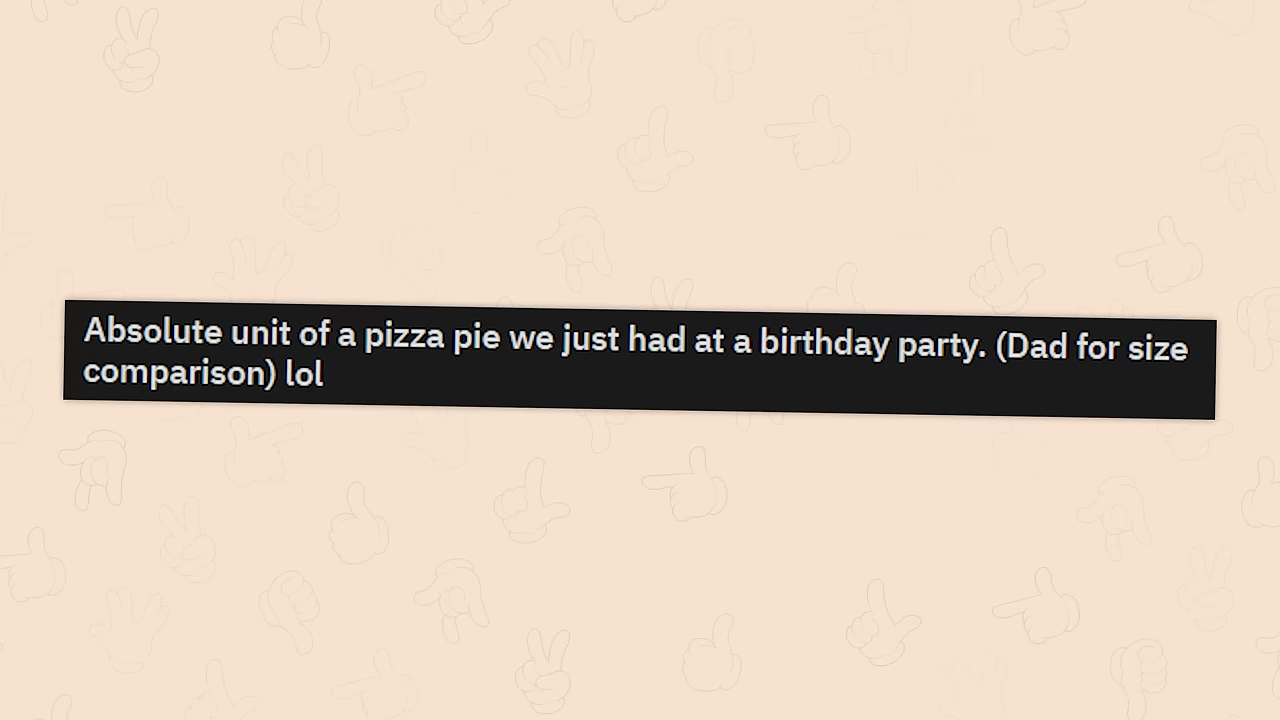 Absolute unit of a pizza pie we just had at a birthday party. (Dad for size
comparison) lol